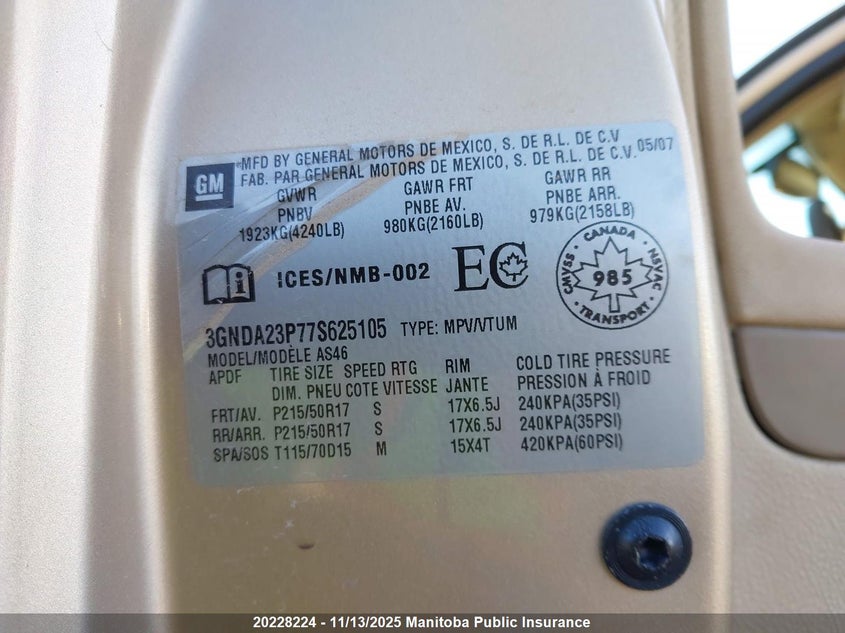 GM
MFD BY GENERAL MOTORS DE MEXICO, S. DE R.L. DE C.V
FAB. PAR GENERAL MOTORS DE MEXICO, S. DE R.L. DE C.V. 05/07
GVWR GAWR FRT GAWR RR
PNBV PNBE AV. PNBE ARR.
1923KG(4240LB) 980KG(2160LB) 979KG(2158LB)
ICES/NMB-002 EC
CANADA
CMVSS 985 NSVAC
TRANSPORT
3GNDA23P77S625105 TYPE: MPV/VTUM
MODEL/MODÈLE AS46
APDF TIRE SIZE SPEED RTG RIM COLD TIRE PRESSURE
DIM. PNEU COTE VITESSE JANTE PRESSION À FROID
FRT/AV. P215/50R17 S 17X6.5J 240KPA(35PSI)
RR/ARR. P215/50R17 S 17X6.5J 240KPA(35PSI)
SPA/SOS T115/70D15 M 15X4T 420KPA(60PSI)
20228224 - 11/13/2025 Manitoba Public Insurance